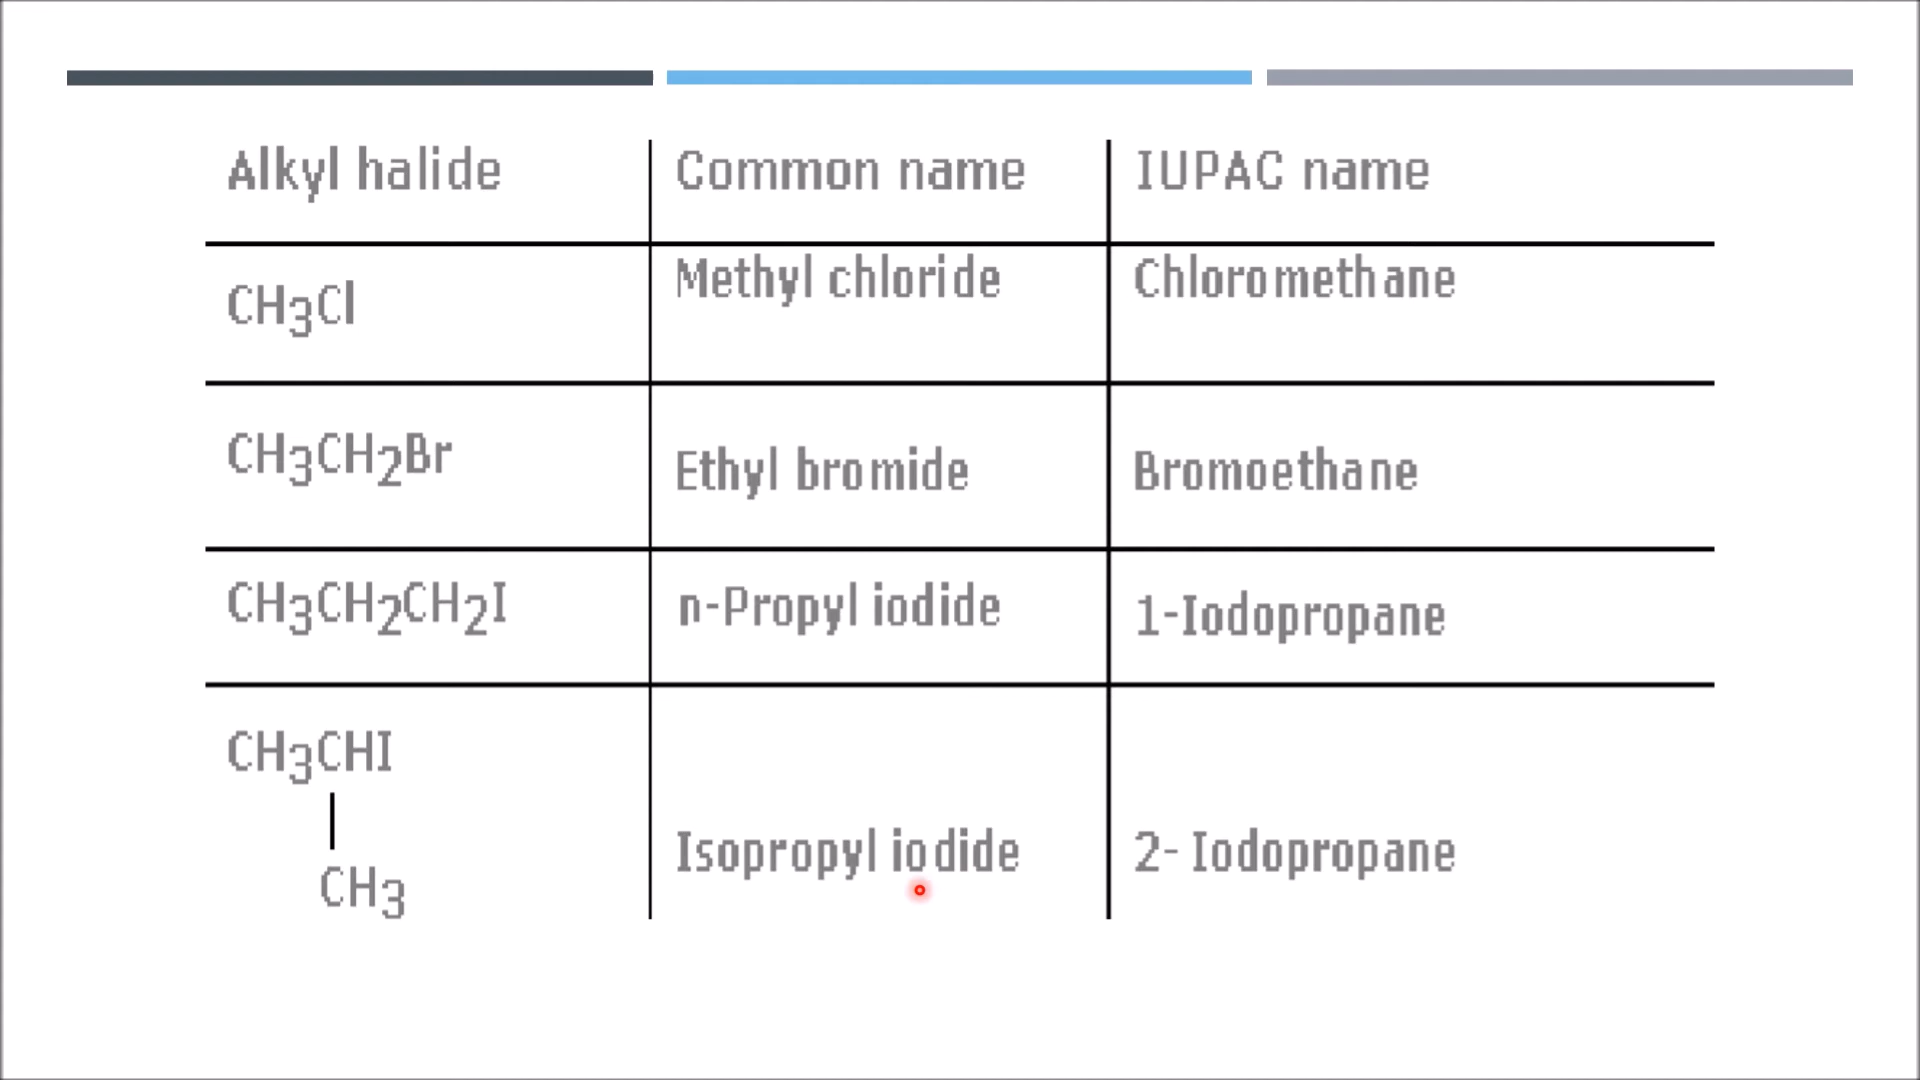 Alkyl halide Common name IUPAC name
CH3Cl Methyl chloride Chloromethane
CH3CH2Br Ethyl bromide Bromoethane
CH3CH2CH2I n-Propyl iodide 1-Iodopropane
CH3CHI
Isopropyl iodide 2- Iodopropane
CH3